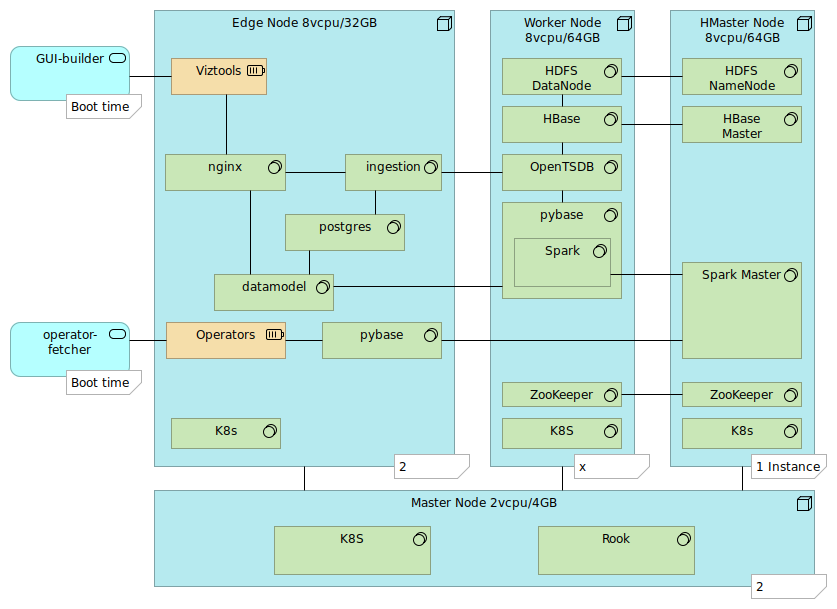 Edge Node 8vcpu/32GB
Worker Node
8vcpu/64GB
HMaster Node
8vcpu/64GB
GUI-builder
Boot time
Viztools
HDFS
DataNode
HDFS
NameNode
HBase
HBase
Master
nginx
ingestion
OpenTSDB
postgres
pybase
Spark
datamodel
Spark Master
operator-
fetcher
Boot time
Operators
pybase
ZooKeeper
ZooKeeper
K8s
K8S
K8s
2
x
1 Instance
Master Node 2vcpu/4GB
K8S
Rook
2